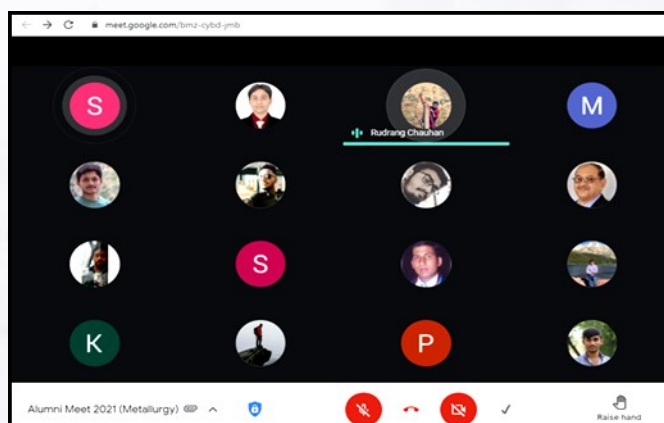 meet.google.com/bmz-cybd-jmb
S
M
Rudrang Chauhan
S
K
P
Alumni Meet 2021 (Metallurgy)
Raise hand